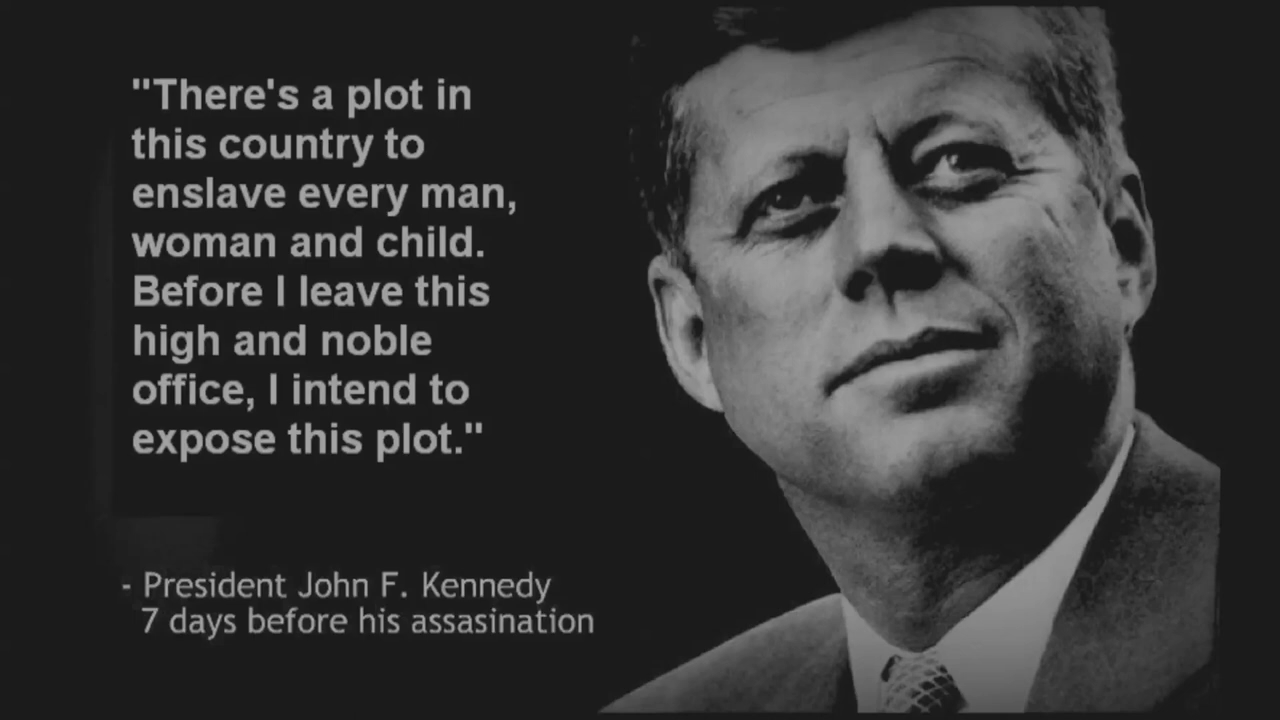 "There's a plot in
this country to
enslave every man,
woman and child.
Before I leave this
high and noble
office, I intend to
expose this plot."
- President John F. Kennedy
7 days before his assasination